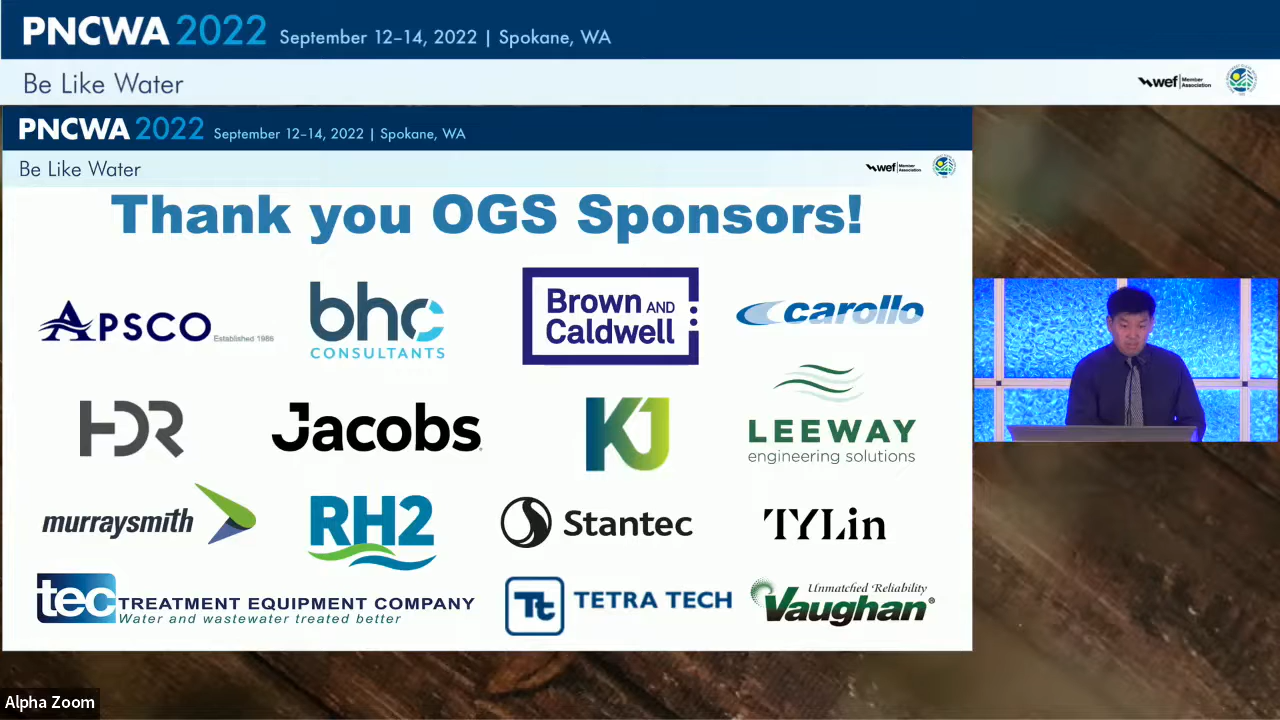 PNCWA 2022 September 12–14, 2022 | Spokane, WA
Be Like Water
wef Member Association
PNCWA 2022 September 12–14, 2022 | Spokane, WA
Be Like Water
wef Member Association
Thank you OGS Sponsors!
APSCO Established 1986
bhc CONSULTANTS
Brown AND Caldwell
carollo
HDR
Jacobs
KJ
LEEWAY
engineering solutions
murraysmith
RH2
Stantec
TYLin
tec TREATMENT EQUIPMENT COMPANY
Water and wastewater treated better
Tt TETRA TECH
Unmatched Reliability
Vaughan®
Alpha Zoom